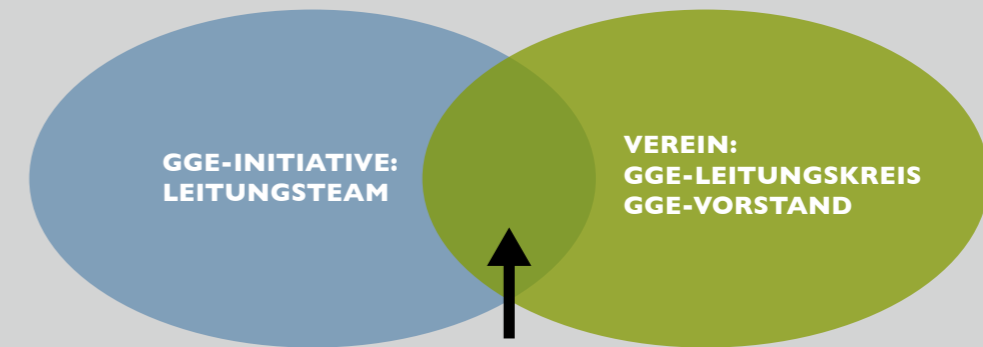 GGE-INITIATIVE:
LEITUNGSTEAM
VEREIN:
GGE-LEITUNGSKREIS
GGE-VORSTAND